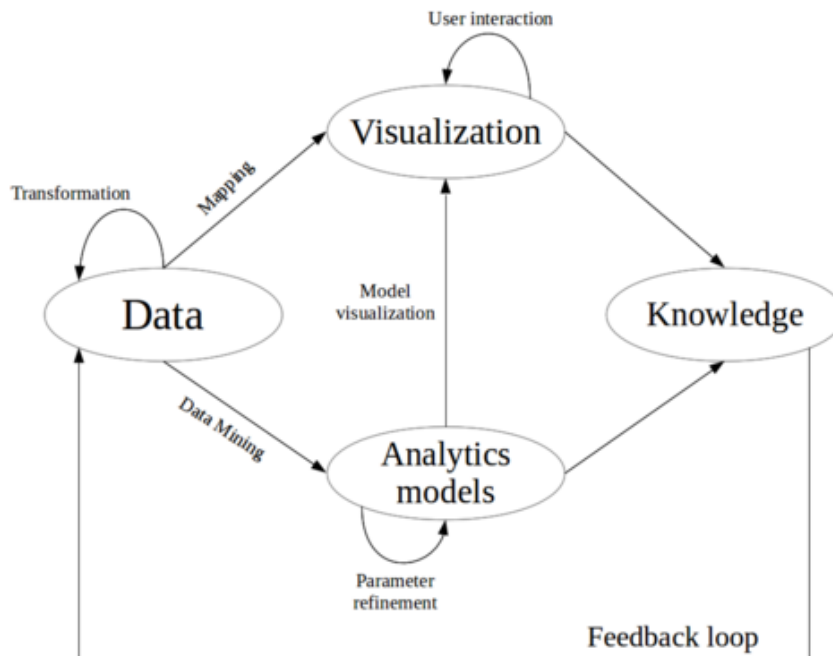 User interaction
Visualization
Mapping
Transformation
Data
Model
visualization
Knowledge
Data Mining
Analytics
models
Parameter
refinement
Feedback loop